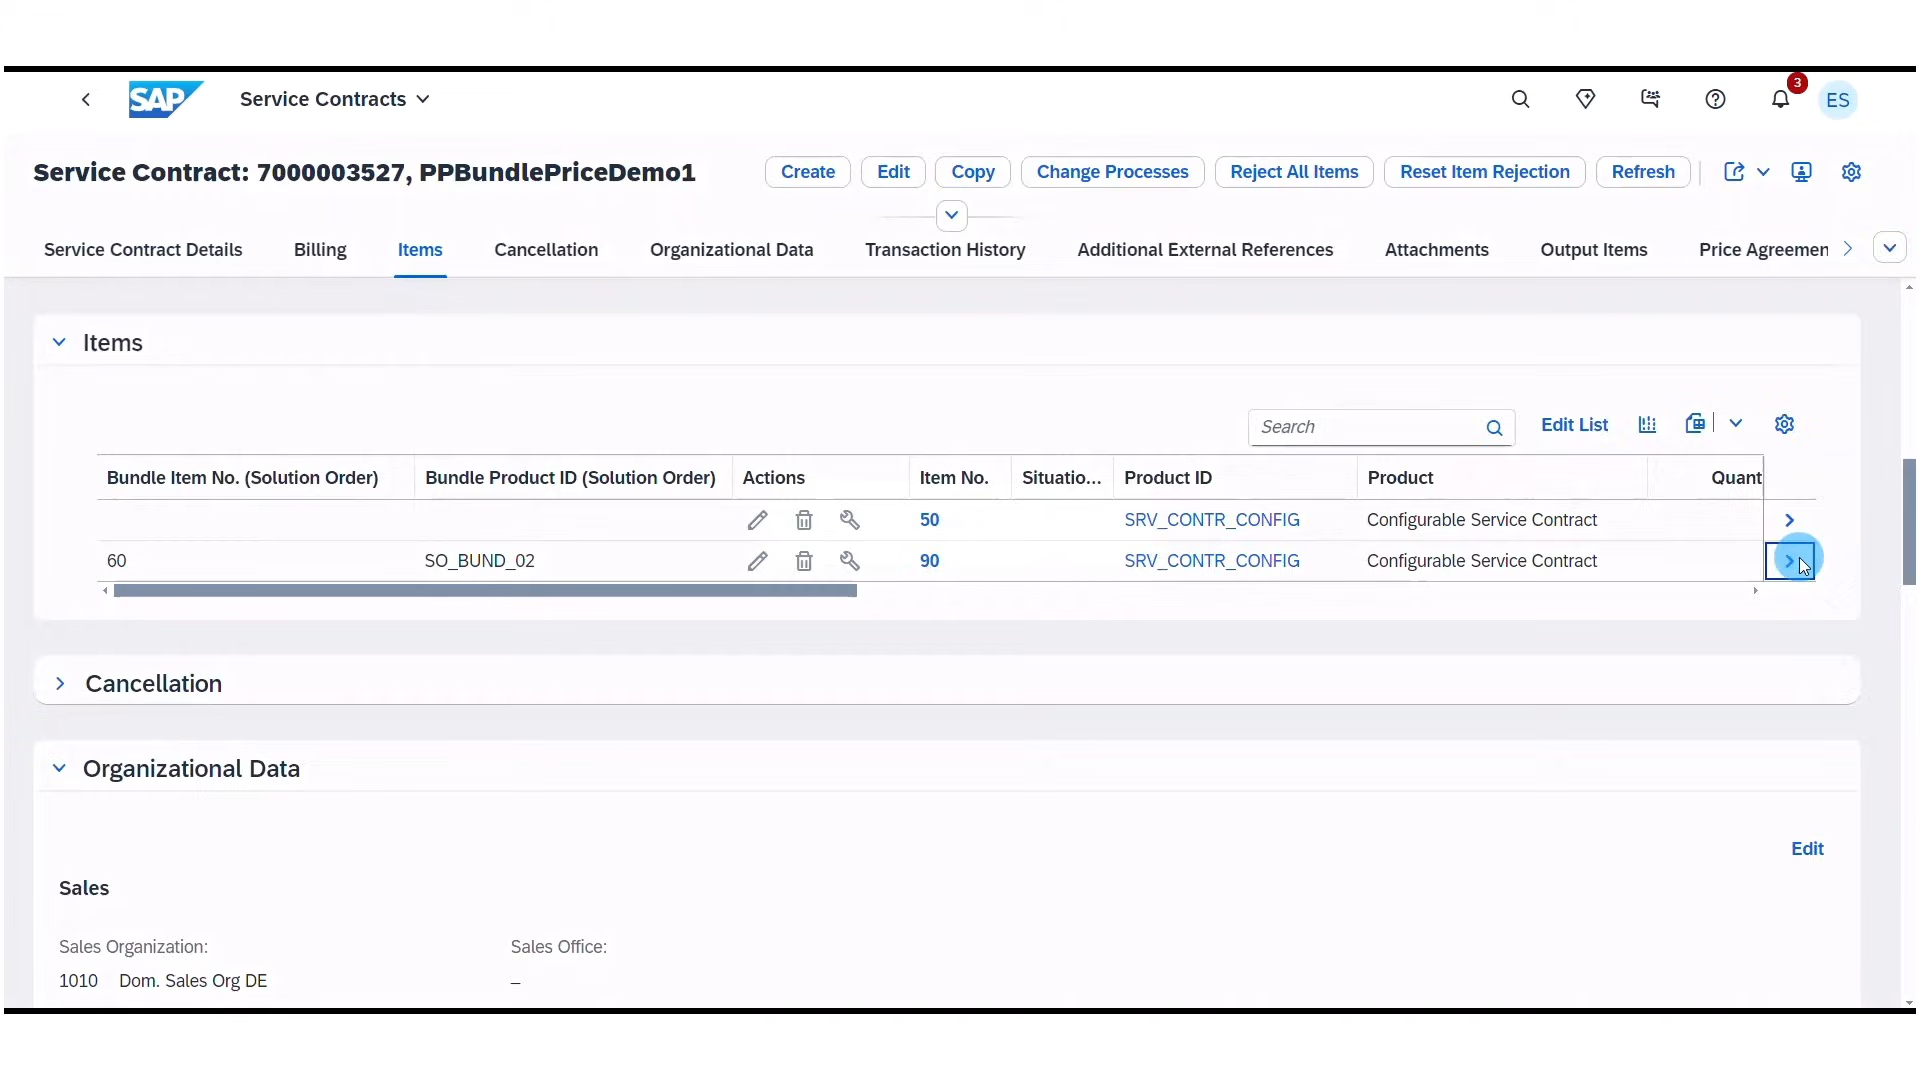 SAP Service Contracts 3 ES
Service Contract: 7000003527, PPBundlePriceDemo1 Create Edit Copy Change Processes Reject All Items Reset Item Rejection Refresh
Service Contract Details Billing Items Cancellation Organizational Data Transaction History Additional External References Attachments Output Items Price Agreemen
Items
Search Edit List
Bundle Item No. (Solution Order) Bundle Product ID (Solution Order) Actions Item No. Situatio... Product ID Product Quant
50 SRV_CONTR_CONFIG Configurable Service Contract
60 SO_BUND_02 90 SRV_CONTR_CONFIG Configurable Service Contract
Cancellation
Organizational Data
Edit
Sales
Sales Organization: Sales Office:
1010 Dom. Sales Org DE –